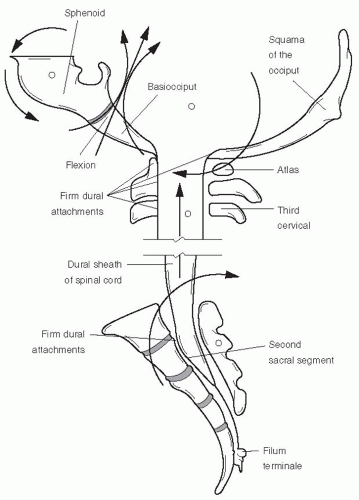 Sphenoid
Squama
of the
occiput
Basiocciput
Flexion
Atlas
Firm dural
attachments
Third
cervical
Dural sheath
of spinal cord
Firm dural
attachments
Second
sacral segment
Filum
terminale